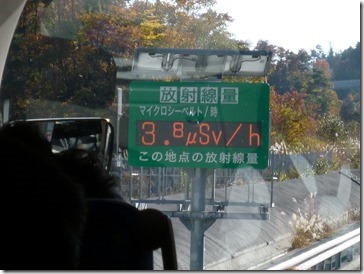 放射線量
マイクロシーベルト/時
3.8μSv/h
この地点の放射線量